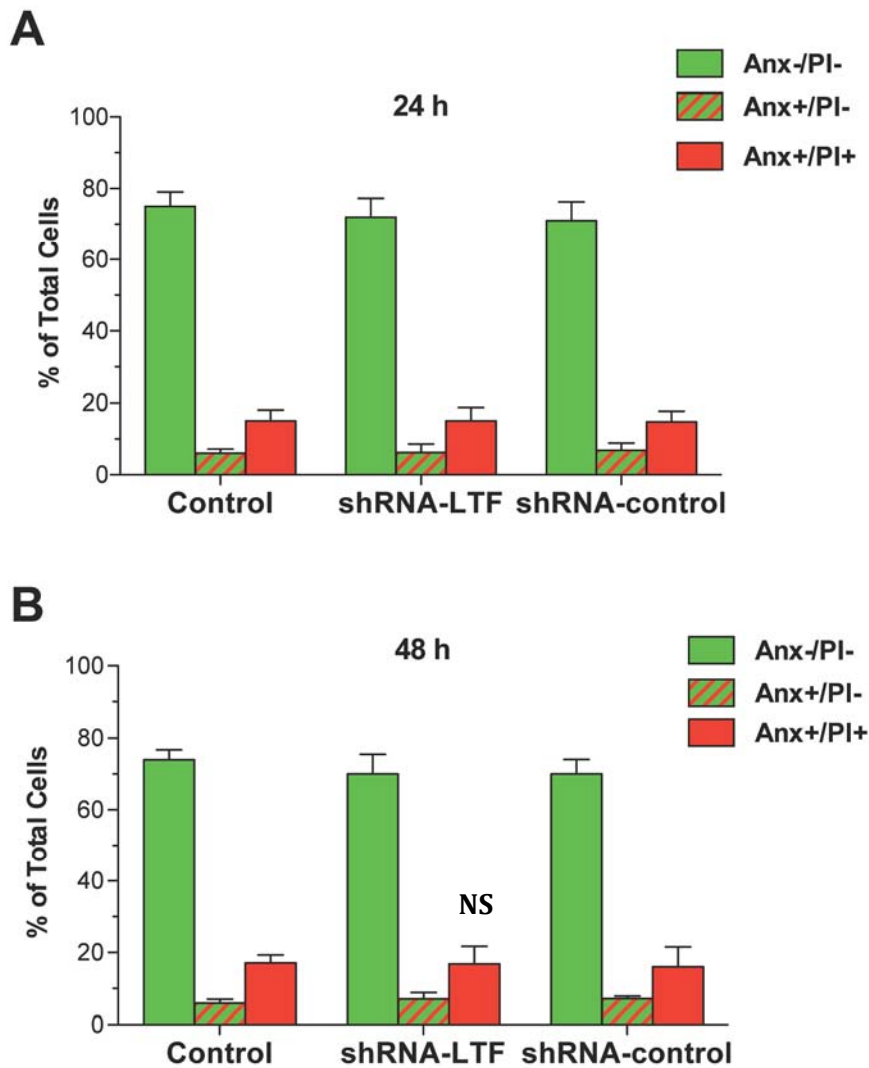 A
Anx-/PI-
Anx+/PI-
Anx+/PI+
24 h
% of Total Cells
100
80
60
40
20
0
Control shRNA-LTF shRNA-control
B
Anx-/PI-
Anx+/PI-
Anx+/PI+
48 h
% of Total Cells
100
80
60
40
20
0
NS
Control shRNA-LTF shRNA-control